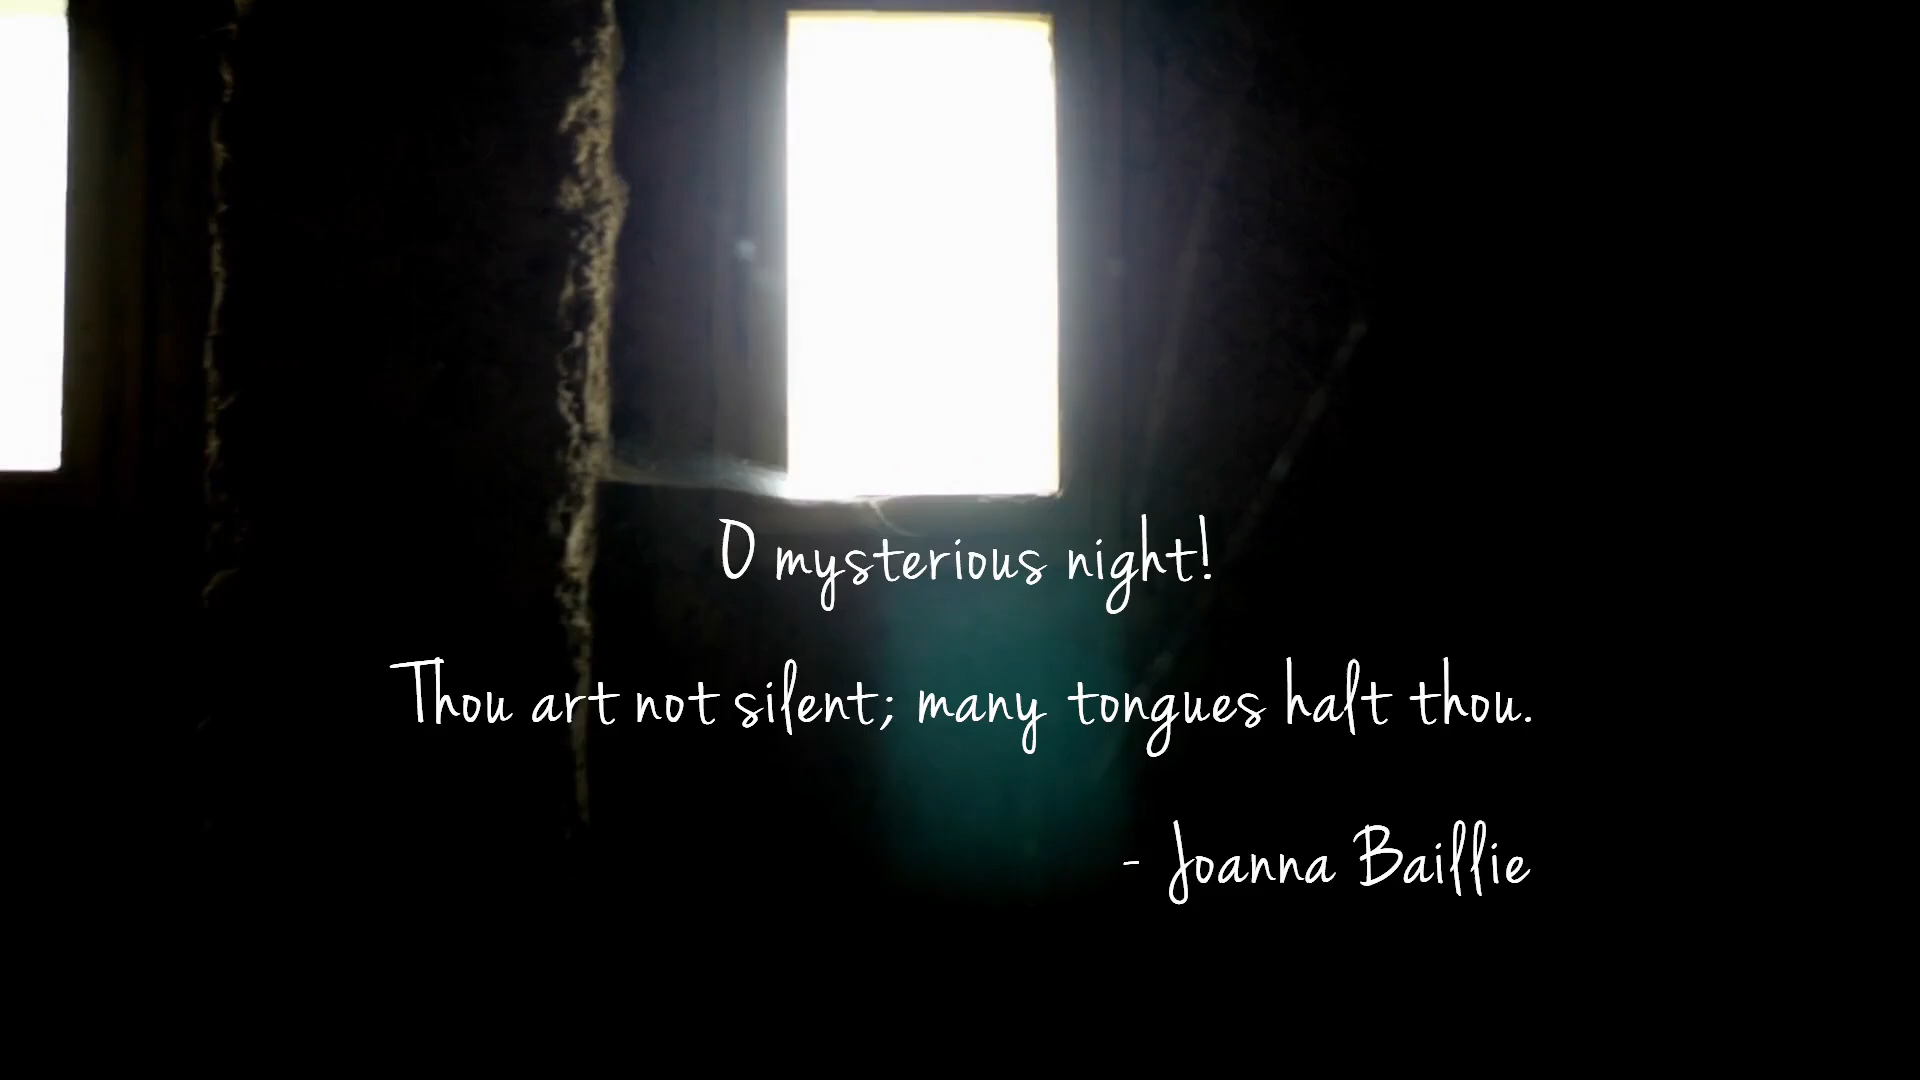 O mysterious night!
Thou art not silent; many tongues halt thou.
- Joanna Baillie